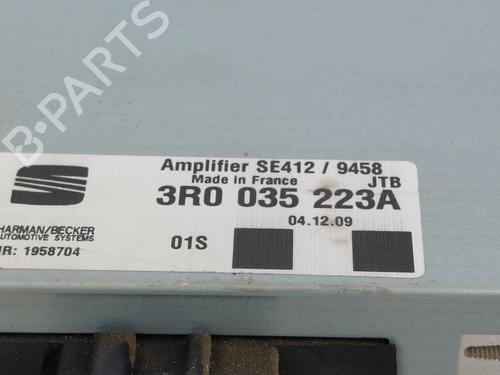 B-PARTS
Amplifier SE412 / 9458
Made in France JTB
3R0 035 223A
04.12.09
HARMAN/BECKER
AUTOMOTIVE SYSTEMS
01S
NR: 1958704